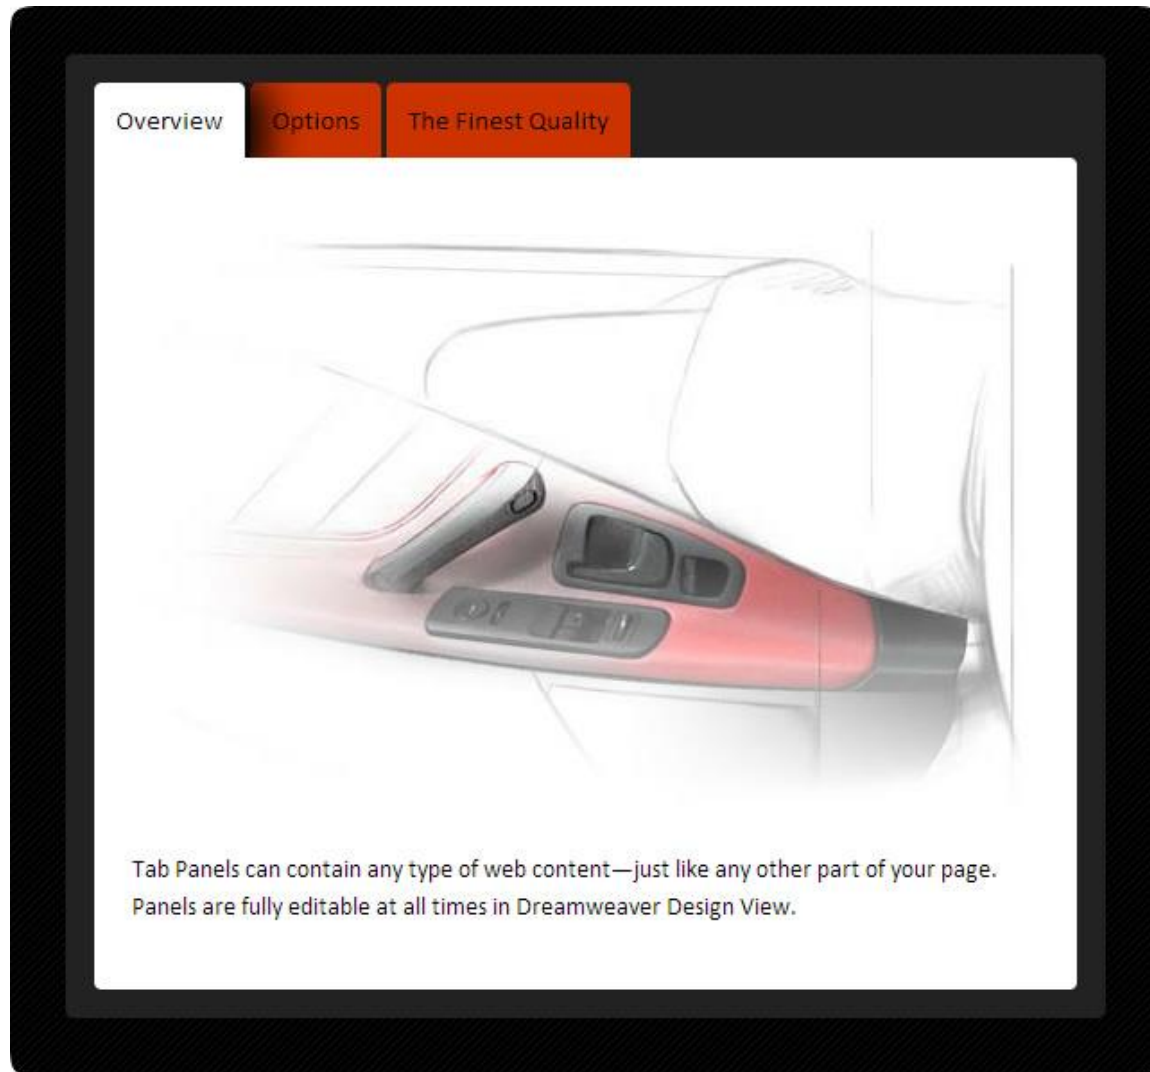 Overview
Options
The Finest Quality
Tab Panels can contain any type of web content—just like any other part of your page.
Panels are fully editable at all times in Dreamweaver Design View.